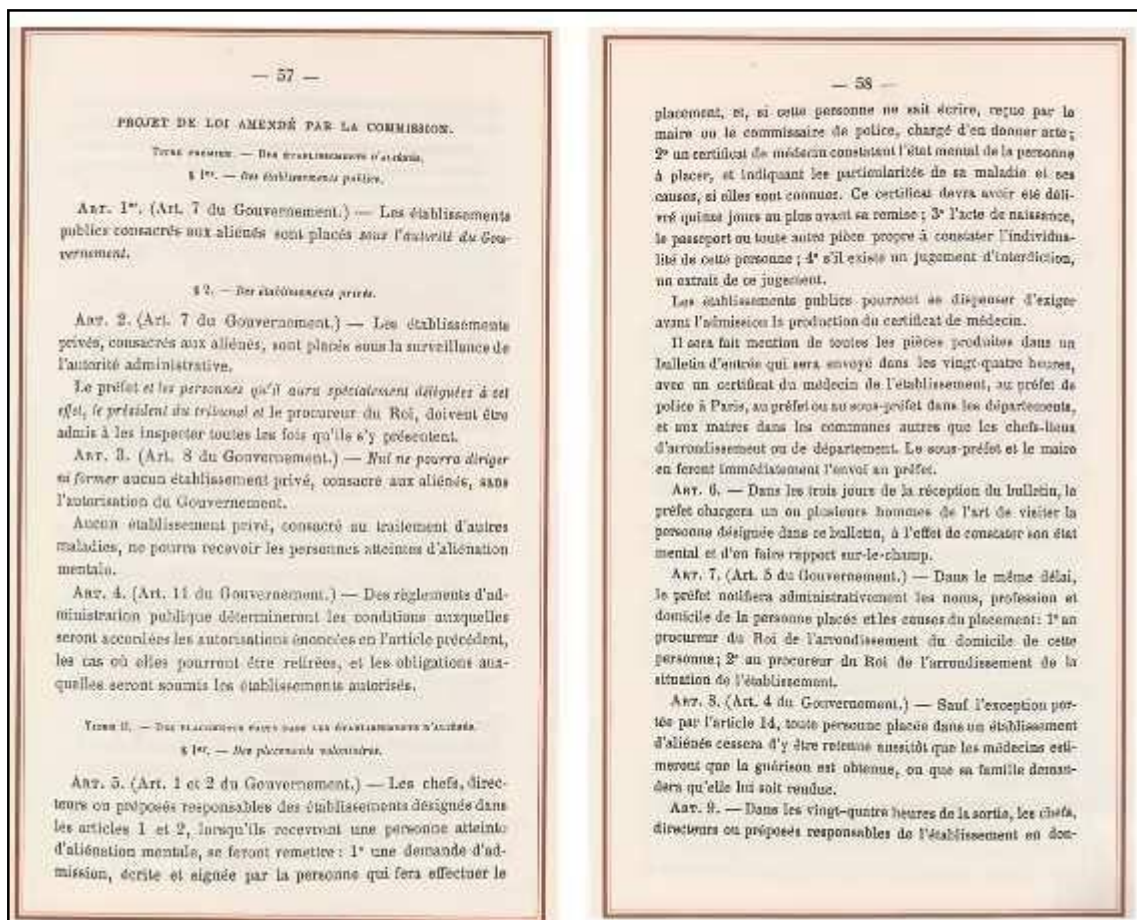 — 57 —
PROJET DE LOI AMENDÉ PAR LA COMMISSION.
TITRE PREMIER. — DES ÉTABLISSEMENTS D'ALIÉNÉS.
§ 1er. — Des établissements publics.
ART. 1er. (Art. 7 du Gouvernement.) — Les établissements
publics consacrés aux aliénés sont placés sous l'autorité du Gou-
vernement.
§ 2. — Des établissements privés.
ART. 2. (Art. 7 du Gouvernement.) — Les établissements
privés, consacrés aux aliénés, sont placés sous la surveillance de
l'autorité administrative.
Le préfet et les personnes qu'il aura spécialement déléguées à cet
effet, le président du tribunal et le procureur du Roi, doivent être
admis à les inspecter toutes les fois qu'ils s'y présentent.
ART. 3. (Art. 8 du Gouvernement.) — Nul ne pourra diriger
ni former aucun établissement privé, consacré aux aliénés, sans
l'autorisation du Gouvernement.
Aucun établissement privé, consacré au traitement d'autres
maladies, ne pourra recevoir les personnes atteintes d'aliénation
mentale.
ART. 4. (Art. 11 du Gouvernement.) — Des règlements d'ad-
ministration publique détermineront les conditions auxquelles
seront accordées les autorisations énoncées en l'article précédent,
les cas où elles pourront être retirées, et les obligations aux-
quelles seront soumis les établissements autorisés.
TITRE II. — DES PLACEMENTS FAITS DANS LES ÉTABLISSEMENTS D'ALIÉNÉS.
§ 1er. — Des placements volontaires.
ART. 5. (Art. 1 et 2 du Gouvernement.) — Les chefs, direc-
teurs ou préposés responsables des établissements désignés dans
les articles 1 et 2, lorsqu'ils recevront une personne atteinte
d'aliénation mentale, se feront remettre : 1° une demande d'ad-
mission, écrite et signée par la personne qui fera effectuer le
— 58 —
placement, et, si cette personne ne sait écrire, reçue par le
maire ou le commissaire de police, chargé d'en donner acte ;
2° un certificat de médecin constatant l'état mental de la personne
à placer, et indiquant les particularités de sa maladie et ses
causes, si elles sont connues. Ce certificat devra avoir été déli-
vré quinze jours au plus avant sa remise ; 3° l'acte de naissance,
le passeport ou toute autre pièce propre à constater l'individua-
lité de cette personne ; 4° s'il existe un jugement d'interdiction,
un extrait de ce jugement.
Les établissements publics pourront se dispenser d'exiger
avant l'admission la production du certificat de médecin.
Il sera fait mention de toutes les pièces produites dans un
bulletin d'entrée qui sera envoyé dans les vingt-quatre heures,
avec un certificat du médecin de l'établissement, au préfet de
police à Paris, au préfet ou au sous-préfet dans les départements,
et aux maires dans les communes autres que les chefs-lieux
d'arrondissement ou de département. Le sous-préfet et le maire
en feront immédiatement l'envoi au préfet.
ART. 6. — Dans les trois jours de la réception du bulletin, le
préfet chargera un ou plusieurs hommes de l'art de visiter la
personne désignée dans ce bulletin, à l'effet de constater son état
mental et d'en faire rapport sur-le-champ.
ART. 7. (Art. 5 du Gouvernement.) — Dans le même délai,
le préfet notifiera administrativement les noms, profession et
domicile de la personne placée et les causes du placement : 1° au
procureur du Roi de l'arrondissement du domicile de cette
personne ; 2° au procureur du Roi de l'arrondissement de la
situation de l'établissement.
ART. 8. (Art. 4 du Gouvernement.) — Sauf l'exception por-
tée par l'article 14, toute personne placée dans un établissement
d'aliénés cessera d'y être retenue aussitôt que les médecins esti-
meront que la guérison est obtenue, ou que sa famille deman-
dera qu'elle lui soit rendue.
ART. 9. — Dans les vingt-quatre heures de la sortie, les chefs,
directeurs ou préposés responsables de l'établissement en don-